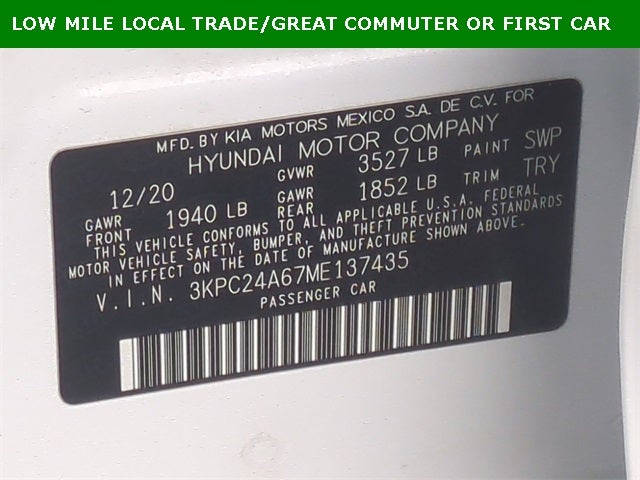 LOW MILE LOCAL TRADE/GREAT COMMUTER OR FIRST CAR
MFD. BY KIA MOTORS MEXICO S.A. DE C.V. FOR
HYUNDAI MOTOR COMPANY
12/20 GVWR 3527 LB PAINT SWP
GAWR FRONT 1940 LB GAWR REAR 1852 LB TRIM TRY
THIS VEHICLE CONFORMS TO ALL APPLICABLE U.S.A. FEDERAL
MOTOR VEHICLE SAFETY, BUMPER, AND THEFT PREVENTION STANDARDS
IN EFFECT ON THE DATE OF MANUFACTURE SHOWN ABOVE.
V.I.N. 3KPC24A67ME137435
PASSENGER CAR